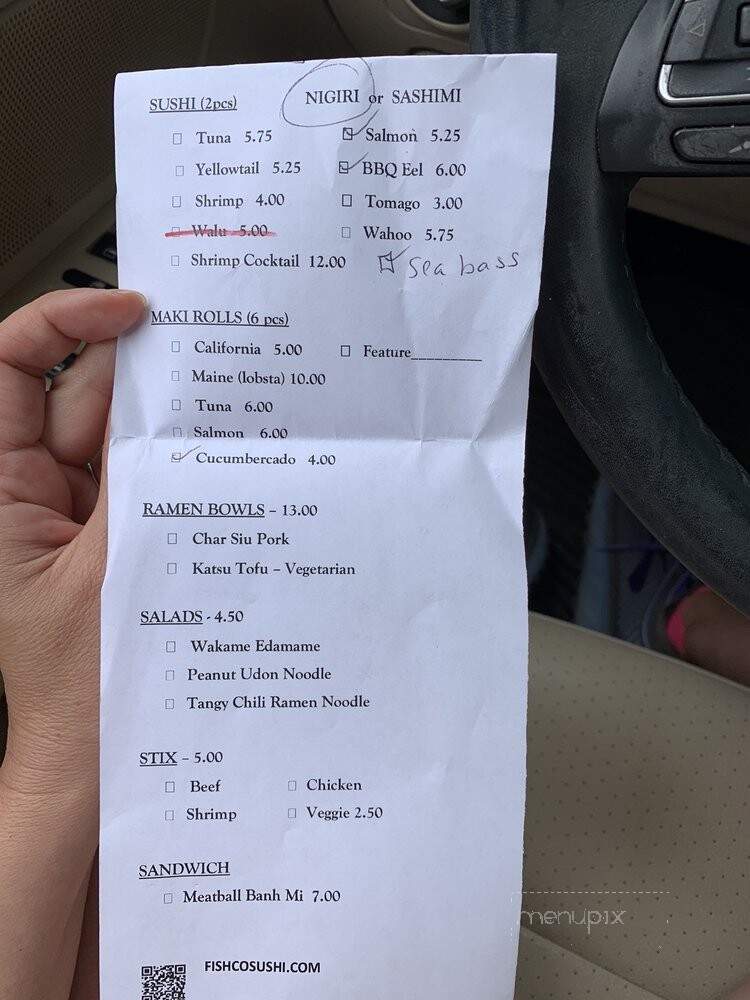 SUSHI (2pcs) NIGIRI or SASHIMI
Tuna 5.75 Salmon 5.25
Yellowtail 5.25 BBQ Eel 6.00
Shrimp 4.00 Tomago 3.00
Walu 5.00 Wahoo 5.75
Shrimp Cocktail 12.00 Sea bass
MAKI ROLLS (6 pcs)
California 5.00 Feature_________
Maine (lobsta) 10.00
Tuna 6.00
Salmon 6.00
Cucumbercado 4.00
RAMEN BOWLS – 13.00
Char Siu Pork
Katsu Tofu – Vegetarian
SALADS - 4.50
Wakame Edamame
Peanut Udon Noodle
Tangy Chili Ramen Noodle
STIX – 5.00
Beef Chicken
Shrimp Veggie 2.50
SANDWICH
Meatball Banh Mi 7.00
menupix
FISHCOSUSHI.COM